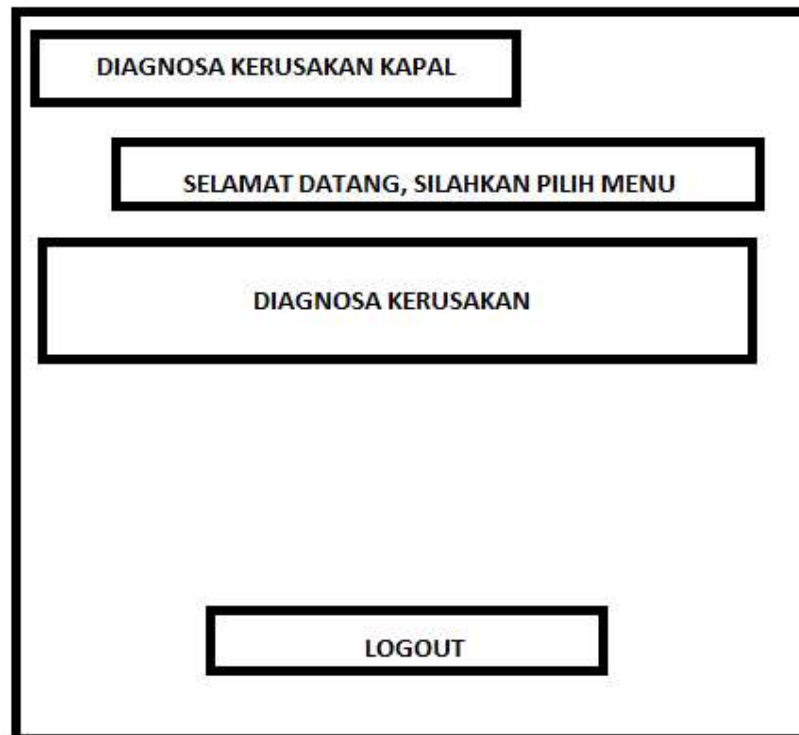 DIAGNOSA KERUSAKAN KAPAL
SELAMAT DATANG, SILAHKAN PILIH MENU
DIAGNOSA KERUSAKAN
LOGOUT